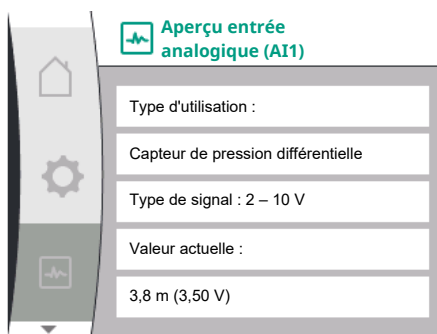 Aperçu entrée
analogique (AI1)
Type d'utilisation :
Capteur de pression différentielle
Type de signal : 2 – 10 V
Valeur actuelle :
3,8 m (3,50 V)